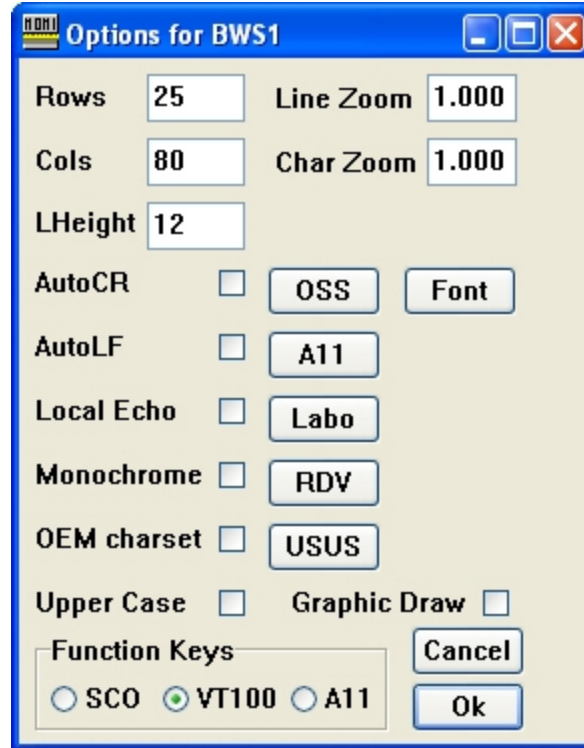 MOMI
Options for BWS1
Rows 25 Line Zoom 1.000
Cols 80 Char Zoom 1.000
LHeight 12
AutoCR OSS Font
AutoLF A11
Local Echo Labo
Monochrome RDV
OEM charset USUS
Upper Case Graphic Draw
Function Keys Cancel
SCO VT100 A11 Ok